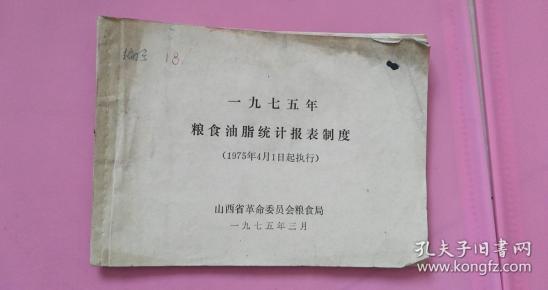 18
一九七五年
粮食油脂统计报表制度
(1975年4月1日起执行)
山西省革命委员会粮食局
一九七五年三月
孔夫子旧书网
www.kongfz.com